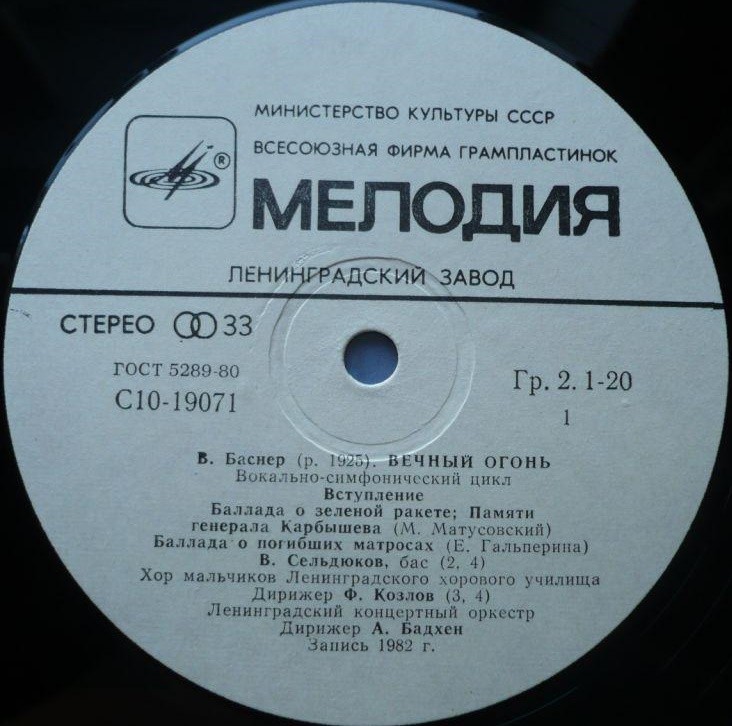 МИНИСТЕРСТВО КУЛЬТУРЫ СССР
ВСЕСОЮЗНАЯ ФИРМА ГРАМПЛАСТИНОК
®
МЕЛОДИЯ
ЛЕНИНГРАДСКИЙ ЗАВОД
СТЕРЕО 33
ГОСТ 5289-80
С10-19071
Гр. 2. 1-20
1
В. Баснер (р. 1925). ВЕЧНЫЙ ОГОНЬ
Вокально-симфонический цикл
Вступление
Баллада о зеленой ракете; Памяти
генерала Карбышева (М. Матусовский)
Баллада о погибших матросах (Е. Гальперина)
В. Сельдюков, бас (2, 4)
Хор мальчиков Ленинградского хорового училища
Дирижер Ф. Козлов (3, 4)
Ленинградский концертный оркестр
Дирижер А. Бадхен
Запись 1982 г.